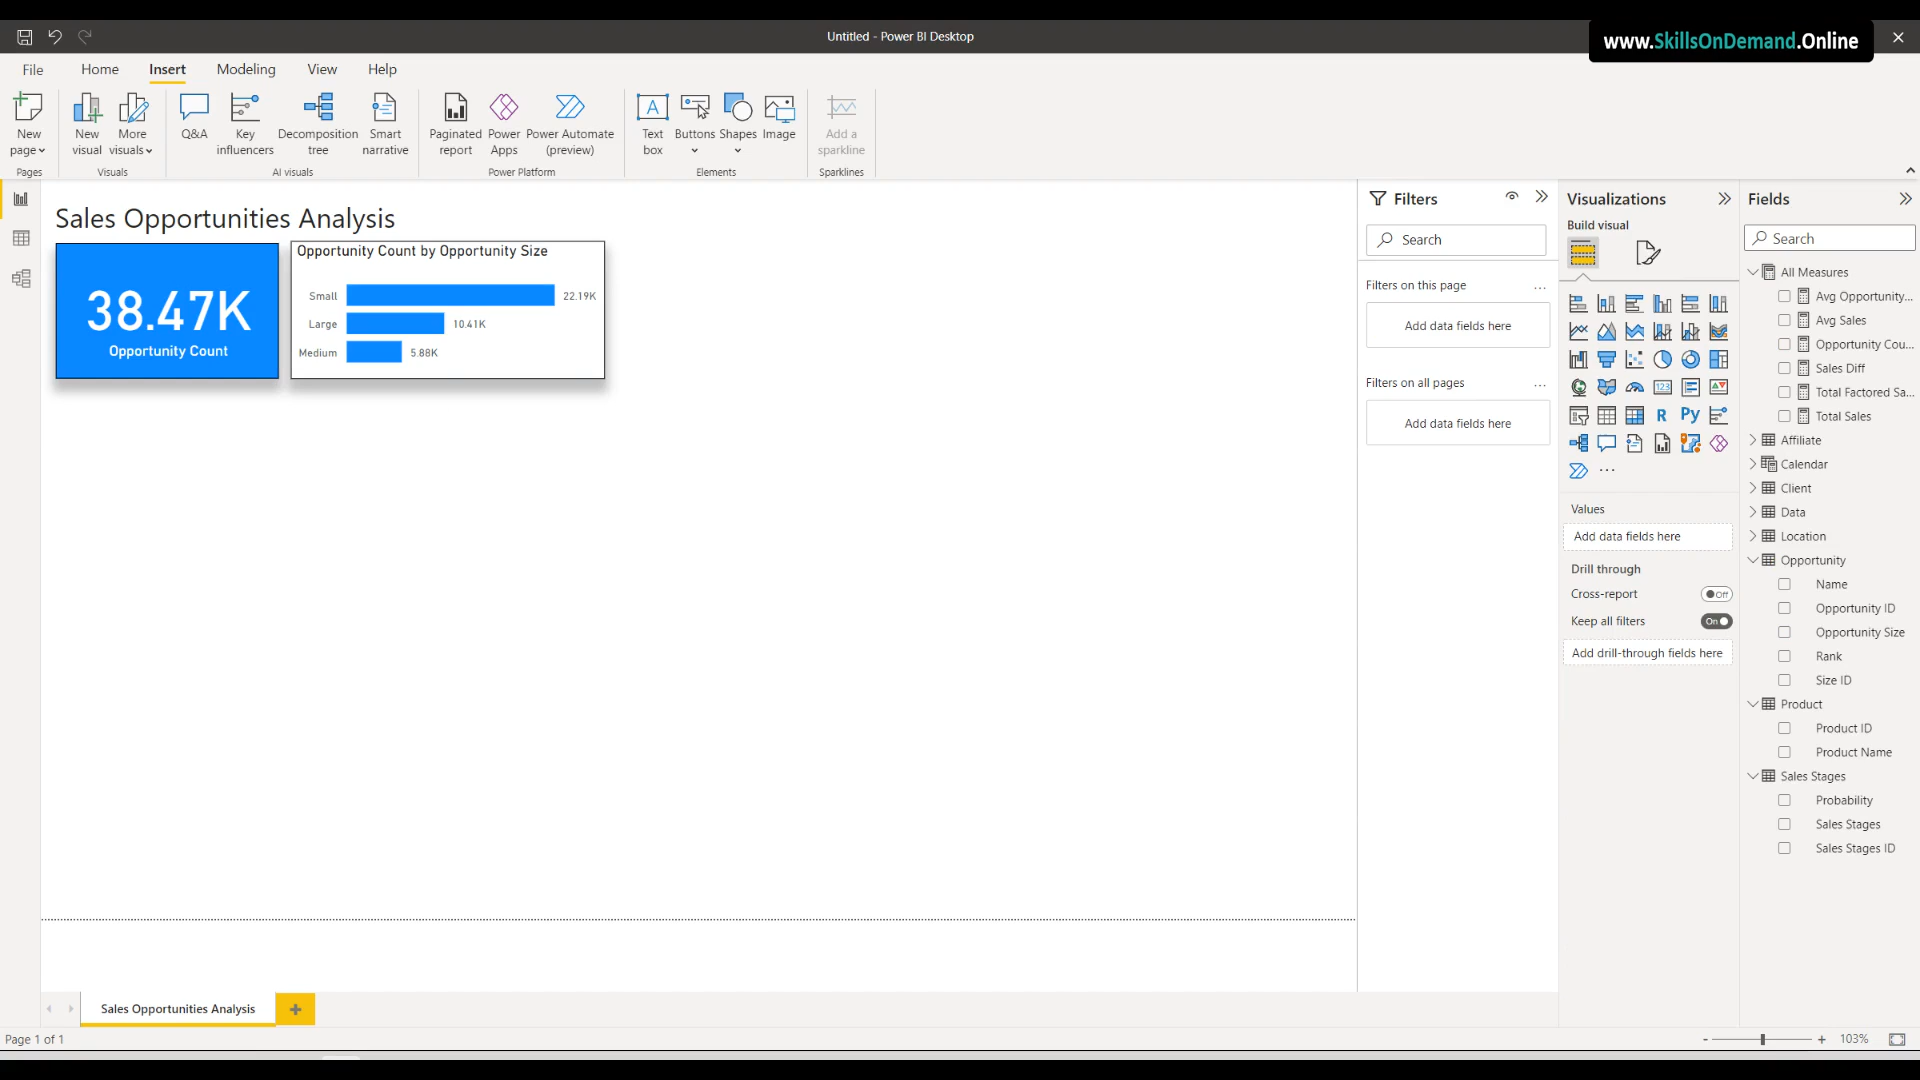 Untitled - Power BI Desktop
www.SkillsOnDemand.Online
File
Home
Insert
Modeling
View
Help
New page
New visual
More visuals
Q&A
Key influencers
Decomposition tree
Smart narrative
Paginated report
Power Apps
Power Automate (preview)
Text box
Buttons
Shapes
Image
Add a sparkline
Pages
Visuals
AI visuals
Power Platform
Elements
Sparklines
Sales Opportunities Analysis
38.47K
Opportunity Count
Opportunity Count by Opportunity Size
Small 22.19K
Large 10.41K
Medium 5.88K
Filters
Search
Filters on this page
...
Add data fields here
Filters on all pages
...
Add data fields here
Visualizations
Build visual
123
R
Py
...
Values
Add data fields here
Drill through
Cross-report
Off
Keep all filters
On
Add drill-through fields here
Fields
Search
All Measures
Avg Opportunity...
Avg Sales
Opportunity Cou...
Sales Diff
Total Factored Sa...
Total Sales
Affiliate
Calendar
Client
Data
Location
Opportunity
Name
Opportunity ID
Opportunity Size
Rank
Size ID
Product
Product ID
Product Name
Sales Stages
Probability
Sales Stages
Sales Stages ID
Sales Opportunities Analysis
Page 1 of 1
- + 103%